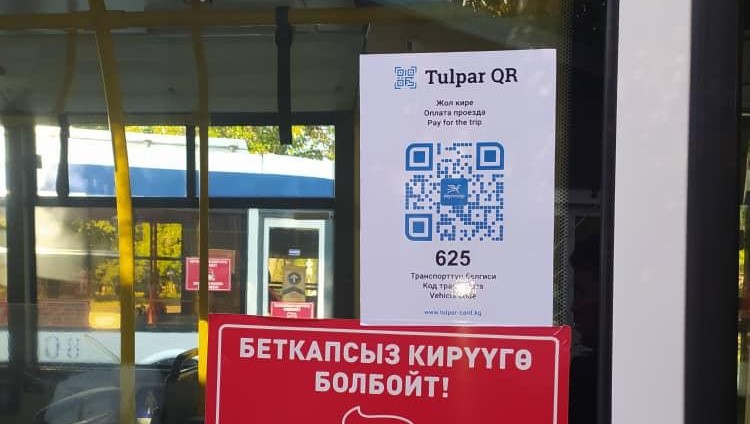 Tulpar QR
Жол кире
Оплата проезда
Pay for the trip
625
Транспорттун белгиси
Код транспорта
Vehicle code
www.tulpar-card.kg
БЕТКАПСЫЗ КИРҮҮГӨ
БОЛБОЙТ!